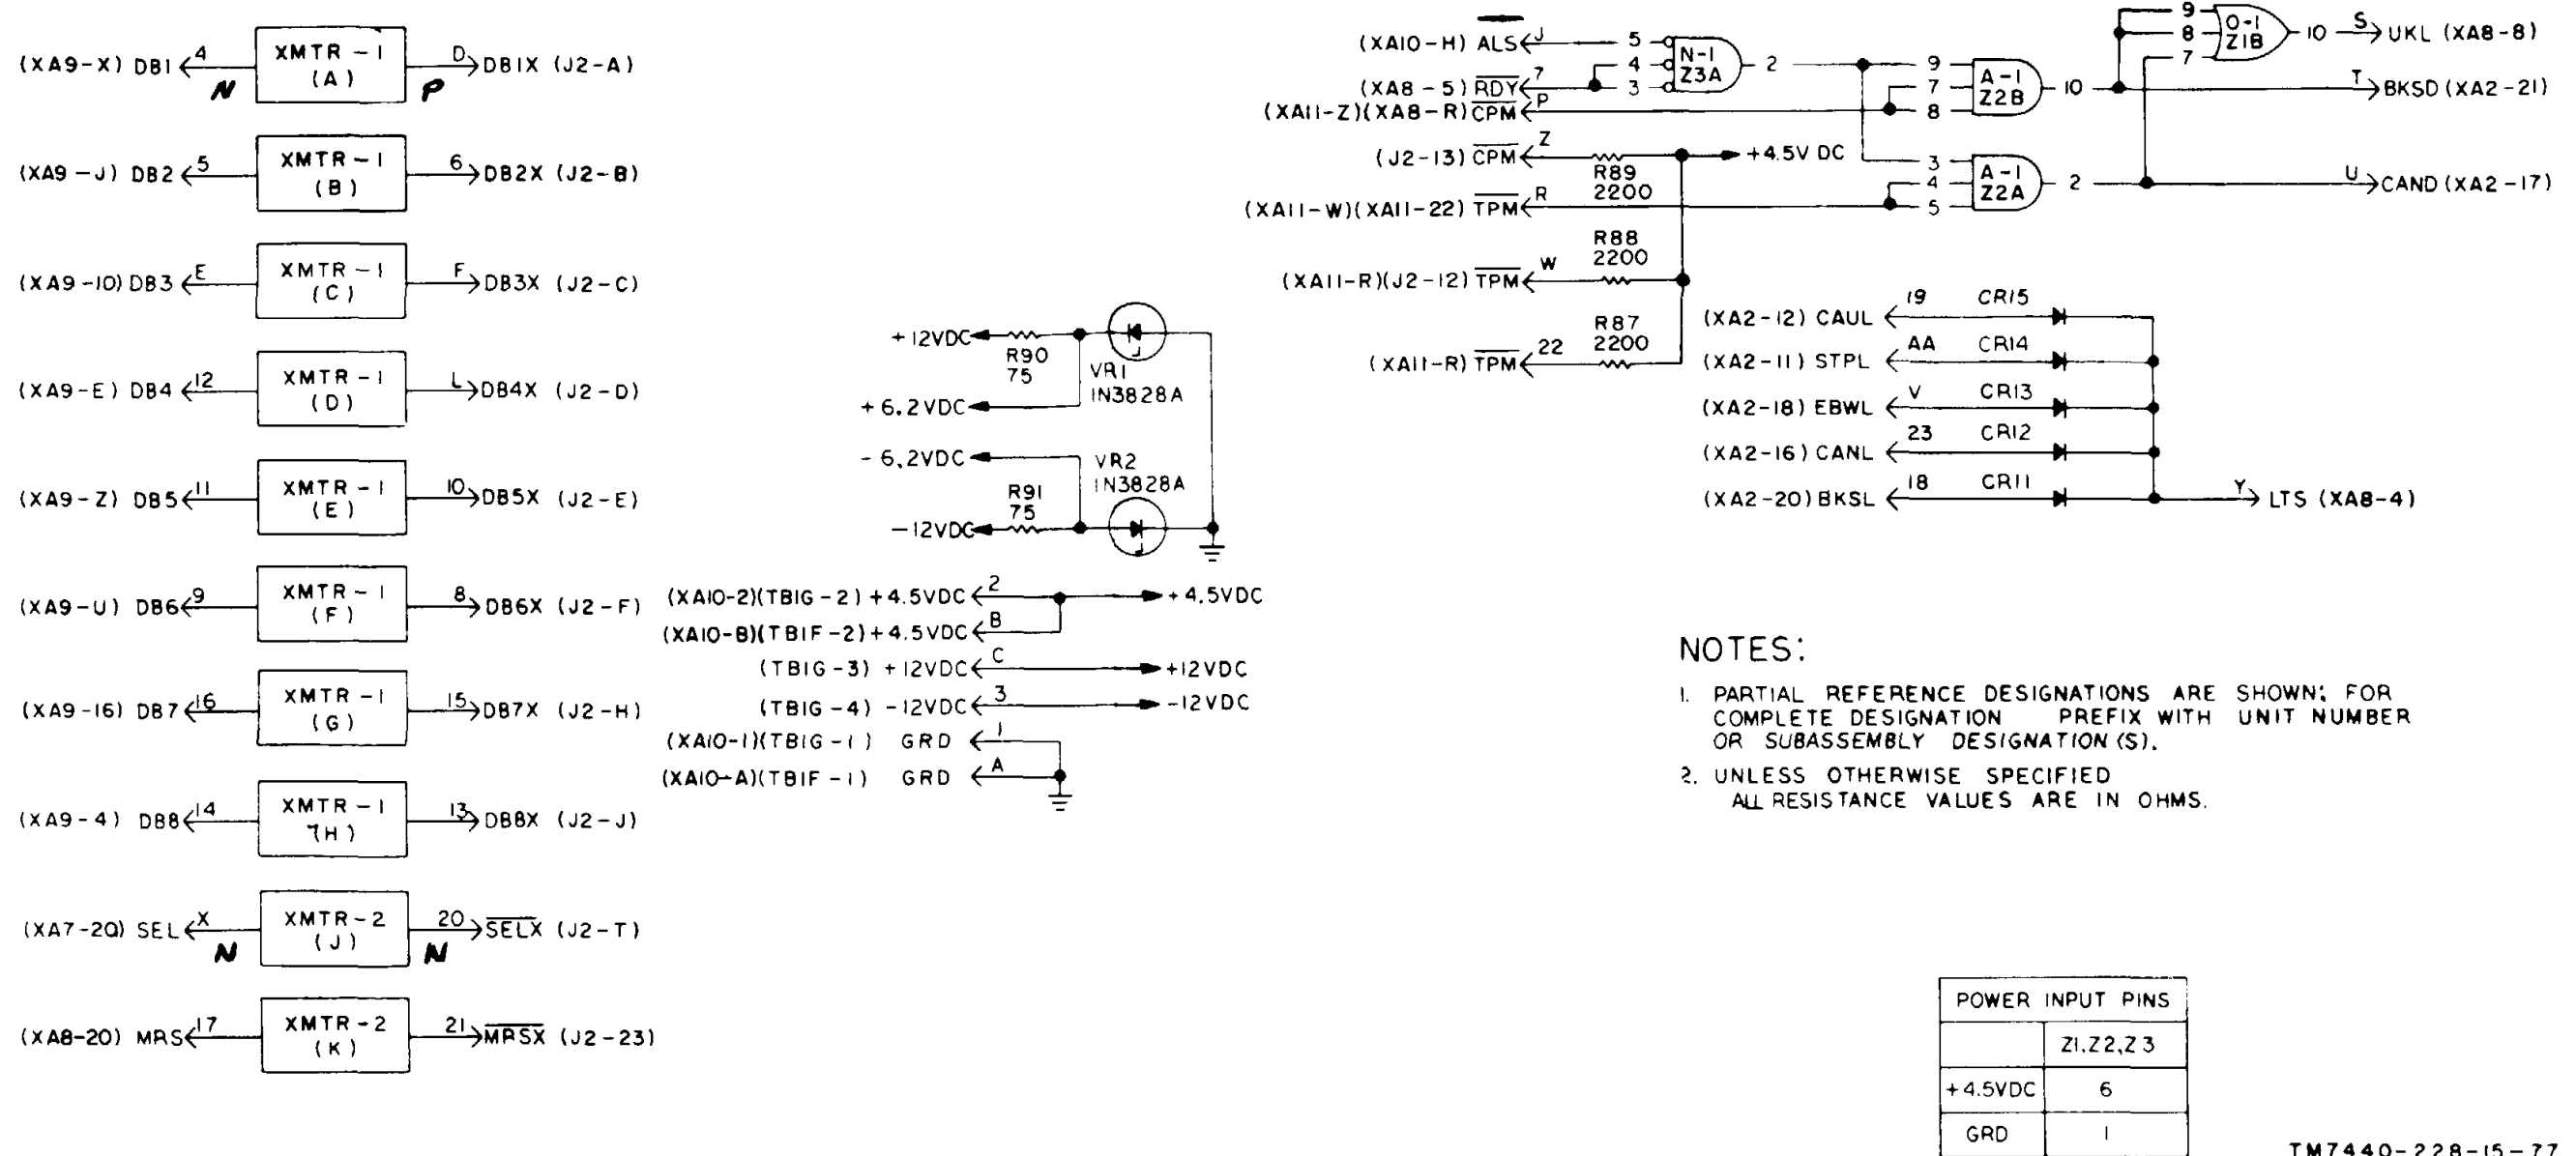 (XA9-X) DB1 4 XMTR-1 (A) D DB1X (J2-A)
N P
(XA9-J) DB2 5 XMTR-1 (B) 6 DB2X (J2-B)
(XA9-10) DB3 E XMTR-1 (C) F DB3X (J2-C)
(XA9-E) DB4 12 XMTR-1 (D) L DB4X (J2-D)
(XA9-Z) DB5 11 XMTR-1 (E) 10 DB5X (J2-E)
(XA9-U) DB6 9 XMTR-1 (F) 8 DB6X (J2-F)
(XA9-16) DB7 16 XMTR-1 (G) 15 DB7X (J2-H)
(XA9-4) DB8 14 XMTR-1 (H) 13 DB8X (J2-J)
(XA7-20) SEL X XMTR-2 (J) 20 SELX (J2-T)
N N
(XA8-20) MRS 17 XMTR-2 (K) 21 MRSX (J2-23)
+12VDC
R90
75
VR1
1N3828A
+6.2VDC
-6.2VDC
VR2
1N3828A
R91
75
-12VDC
(XA10-2)(TB1G-2) +4.5VDC 2 +4.5VDC
(XA10-B)(TB1F-2) +4.5VDC B
(TB1G-3) +12VDC C +12VDC
(TB1G-4) -12VDC 3 -12VDC
(XA10-1)(TB1G-1) GRD 1
(XA10-A)(TB1F-1) GRD A
(XA10-H) ALS J 5
4
(XA8-5) RDY 7 3
N-1
Z3A
2
(XA11-Z)(XA8-R) CPM P
9
7
8
A-1
Z2B
10
9
8
7
O-1
Z1B
10 S UKL (XA8-8)
T BKSD (XA2-21)
(J2-13) CPM Z +4.5V DC
R89
2200
3
4
5
A-1
Z2A
2 U CAND (XA2-17)
(XA11-W)(XA11-22) TPM R
R88
2200
(XA11-R)(J2-12) TPM W
R87
2200
(XA11-R) TPM 22
(XA2-12) CAUL 19 CR15
(XA2-11) STPL AA CR14
(XA2-18) EBWL V CR13
(XA2-16) CANL 23 CR12
(XA2-20) BKSL 18 CR11 Y LTS (XA8-4)
NOTES:
1. PARTIAL REFERENCE DESIGNATIONS ARE SHOWN; FOR
COMPLETE DESIGNATION PREFIX WITH UNIT NUMBER
OR SUBASSEMBLY DESIGNATION(S).
2. UNLESS OTHERWISE SPECIFIED
ALL RESISTANCE VALUES ARE IN OHMS.
POWER INPUT PINS
Z1,Z2,Z3
+4.5VDC 6
GRD 1
TM7440-228-15-77